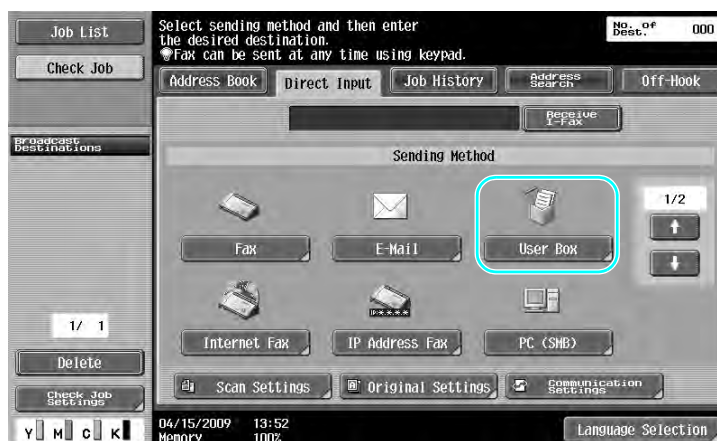 Job List
Check Job
Select sending method and then enter
the desired destination.
Fax can be sent at any time using keypad.
No. of
Dest.
000
Address Book
Direct Input
Job History
Address
Search
Off-Hook
Receive
I-Fax
Broadcast
Destinations
Sending Method
1/2
Fax
E-Mail
User Box
IP*.*.*.*
Internet Fax
IP Address Fax
PC (SMB)
1/ 1
Delete
Check Job
Settings
Scan Settings
Original Settings
Communication
Settings
Y M C K
04/15/2009 13:52
Memory 100%
Language Selection